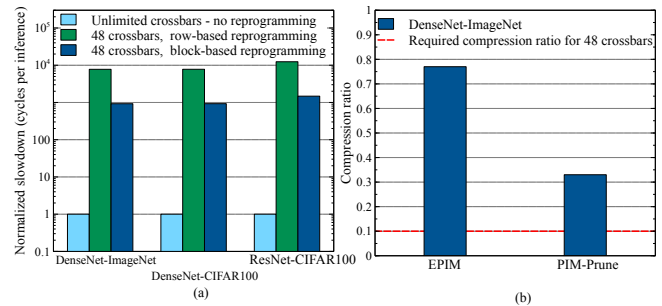 Unlimited crossbars - no reprogramming
48 crossbars, row-based reprogramming
48 crossbars, block-based reprogramming
Normalized slowdown (cycles per inference)
10^5
10^4
10^3
100
10
1
0.1
DenseNet-ImageNet
DenseNet-CIFAR100
ResNet-CIFAR100
(a)
DenseNet-ImageNet
Required compression ratio for 48 crossbars
Compression ratio
1
0.9
0.8
0.7
0.6
0.5
0.4
0.3
0.2
0.1
0
EPIM
PIM-Prune
(b)